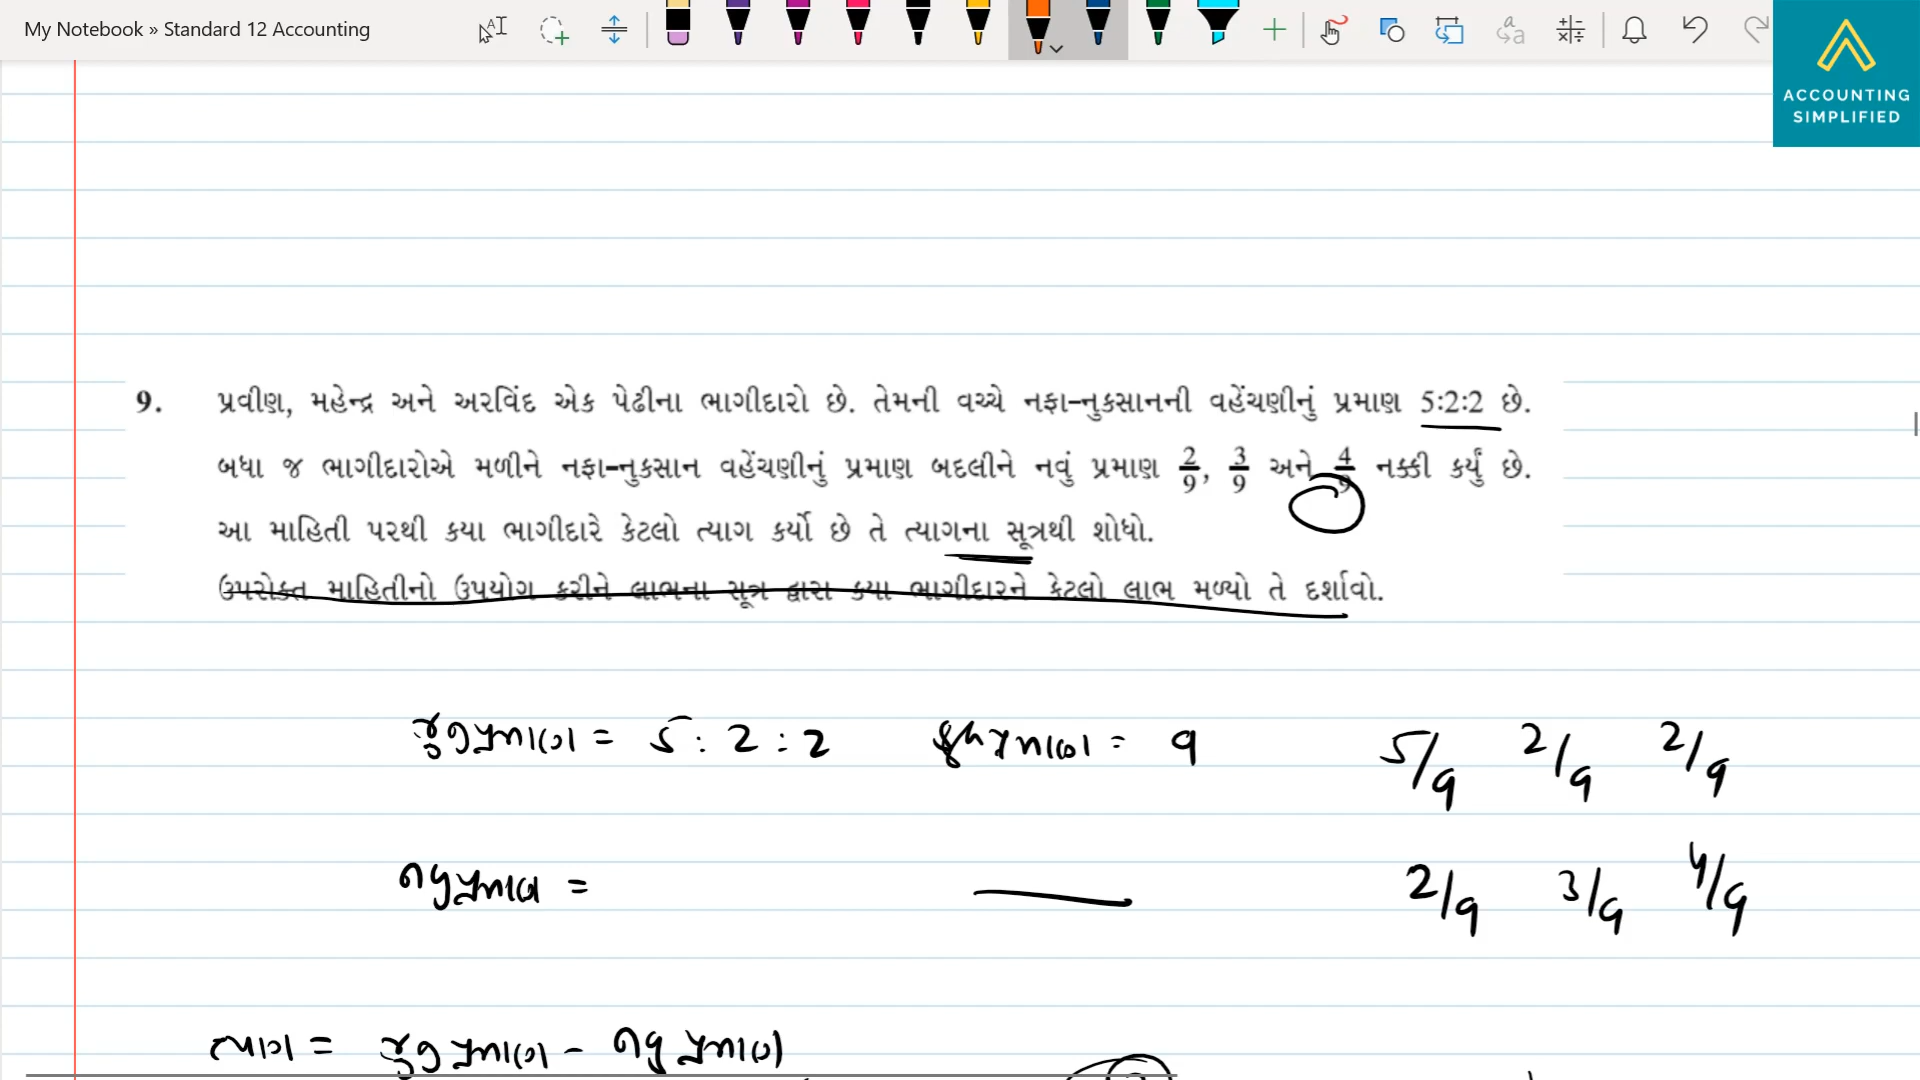 My Notebook » Standard 12 Accounting
ACCOUNTING
SIMPLIFIED
9. પ્રવીણ, મહેન્દ્ર અને અરવિંદ એક પેઢીના ભાગીદારો છે. તેમની વચ્ચે નફા-નુકસાનની વહેંચણીનું પ્રમાણ 5:2:2 છે.
બધા જ ભાગીદારોએ મળીને નફા-નુકસાન વહેંચણીનું પ્રમાણ બદલીને નવું પ્રમાણ 2/9, 3/9 અને 4/9 નક્કી કર્યું છે.
આ માહિતી પરથી કયા ભાગીદારે કેટલો ત્યાગ કર્યો છે તે ત્યાગના સૂત્રથી શોધો.
ઉપરોક્ત માહિતીનો ઉપયોગ કરીને લાભના સૂત્ર દ્વારા કયા ભાગીદારને કેટલો લાભ મળ્યો તે દર્શાવો.
જુનુ પ્રમાણ = 5 : 2 : 2 પ્રમાણ = 9 5/9 2/9 2/9
નવુ પ્રમાણ = 2/9 3/9 4/9
ત્યાગ = જુનુ પ્રમાણ - નવુ પ્રમાણ